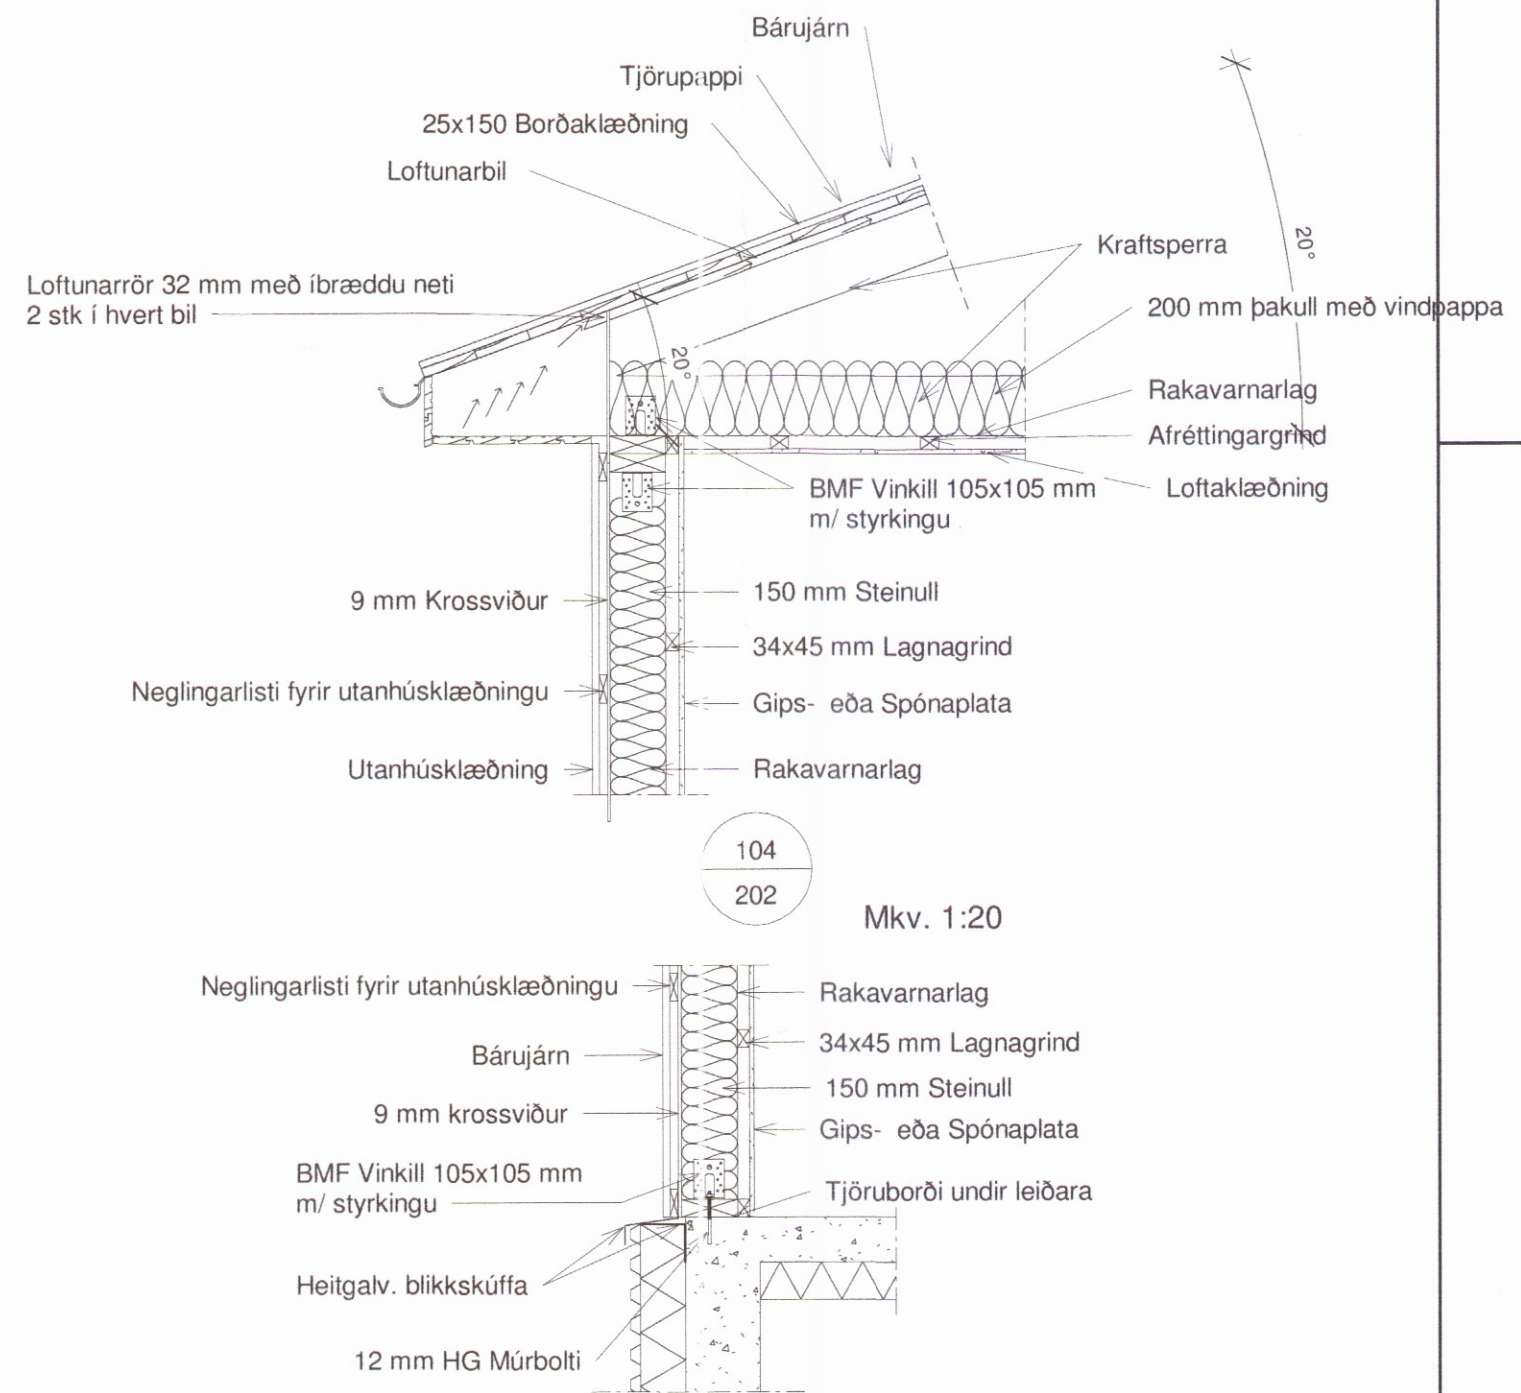 Bárujárn
Tjörupappi
25x150 Borðaklæðning
Loftunarbil
Kraftsperra
20°
Loftunarrör 32 mm með íbræddu neti
2 stk í hvert bil
200 mm þakull með vindpappa
20°
Rakavarnarlag
Afréttingargrind
BMF Vinkill 105x105 mm
m/ styrkingu
Loftaklæðning
9 mm Krossviður
150 mm Steinull
34x45 mm Lagnagrind
Neglingarlisti fyrir utanhúsklæðningu
Gips- eða Spónaplata
Utanhúsklæðning
Rakavarnarlag
104
202
Mkv. 1:20
Neglingarlisti fyrir utanhúsklæðningu
Rakavarnarlag
Bárujárn
34x45 mm Lagnagrind
150 mm Steinull
9 mm krossviður
Gips- eða Spónaplata
BMF Vinkill 105x105 mm
m/ styrkingu
Tjöruborði undir leiðara
Heitgalv. blikkskúffa
12 mm HG Múrbolti